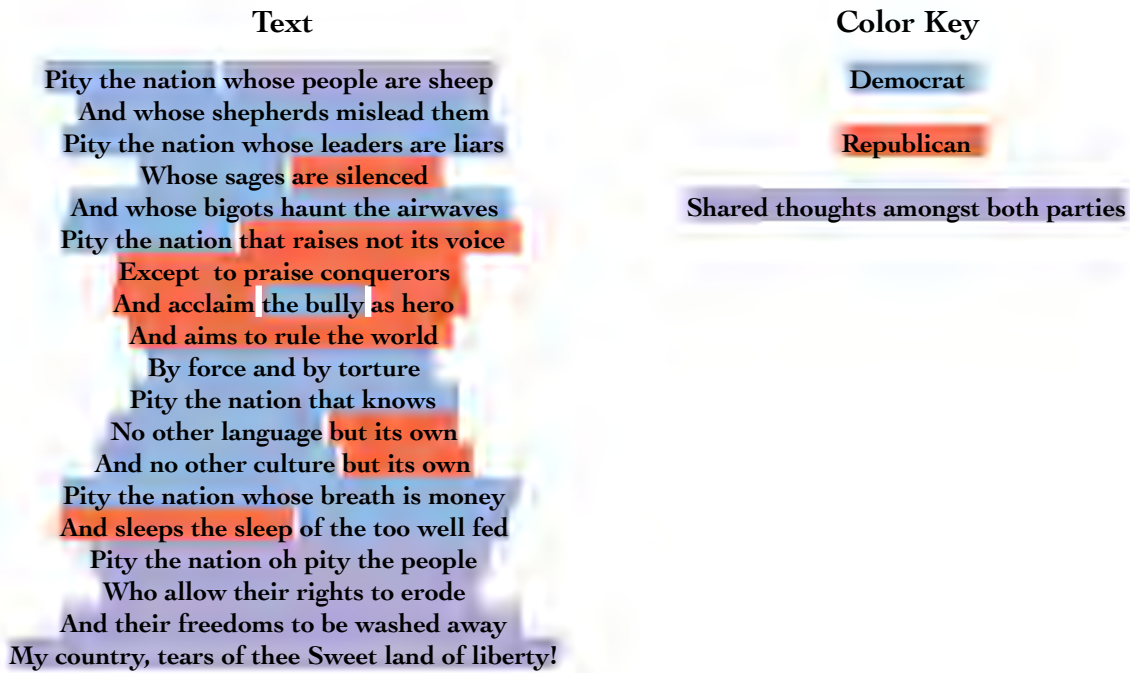 Text
Pity the nation whose people are sheep
And whose shepherds mislead them
Pity the nation whose leaders are liars
Whose sages are silenced
And whose bigots haunt the airwaves
Pity the nation that raises not its voice
Except  to praise conquerors
And acclaim the bully as hero
And aims to rule the world
By force and by torture
Pity the nation that knows
No other language but its own
And no other culture but its own
Pity the nation whose breath is money
And sleeps the sleep of the too well fed
Pity the nation oh pity the people
Who allow their rights to erode
And their freedoms to be washed away
My country, tears of thee Sweet land of liberty!
Color Key
Democrat
Republican
Shared thoughts amongst both parties